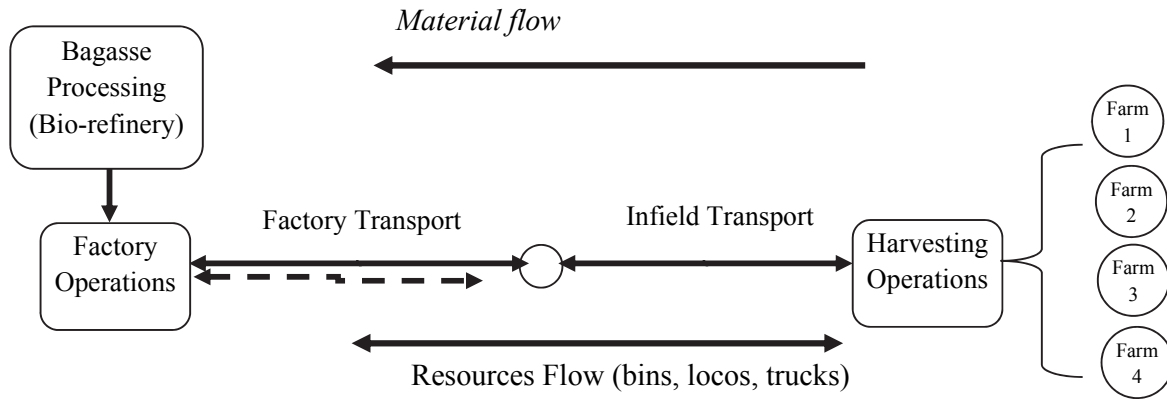 Material flow
Bagasse
Processing
(Bio-refinery)
Farm
1
Farm
2
Factory Transport
Infield Transport
Factory
Operations
Harvesting
Operations
Farm
3
Farm
4
Resources Flow (bins, locos, trucks)